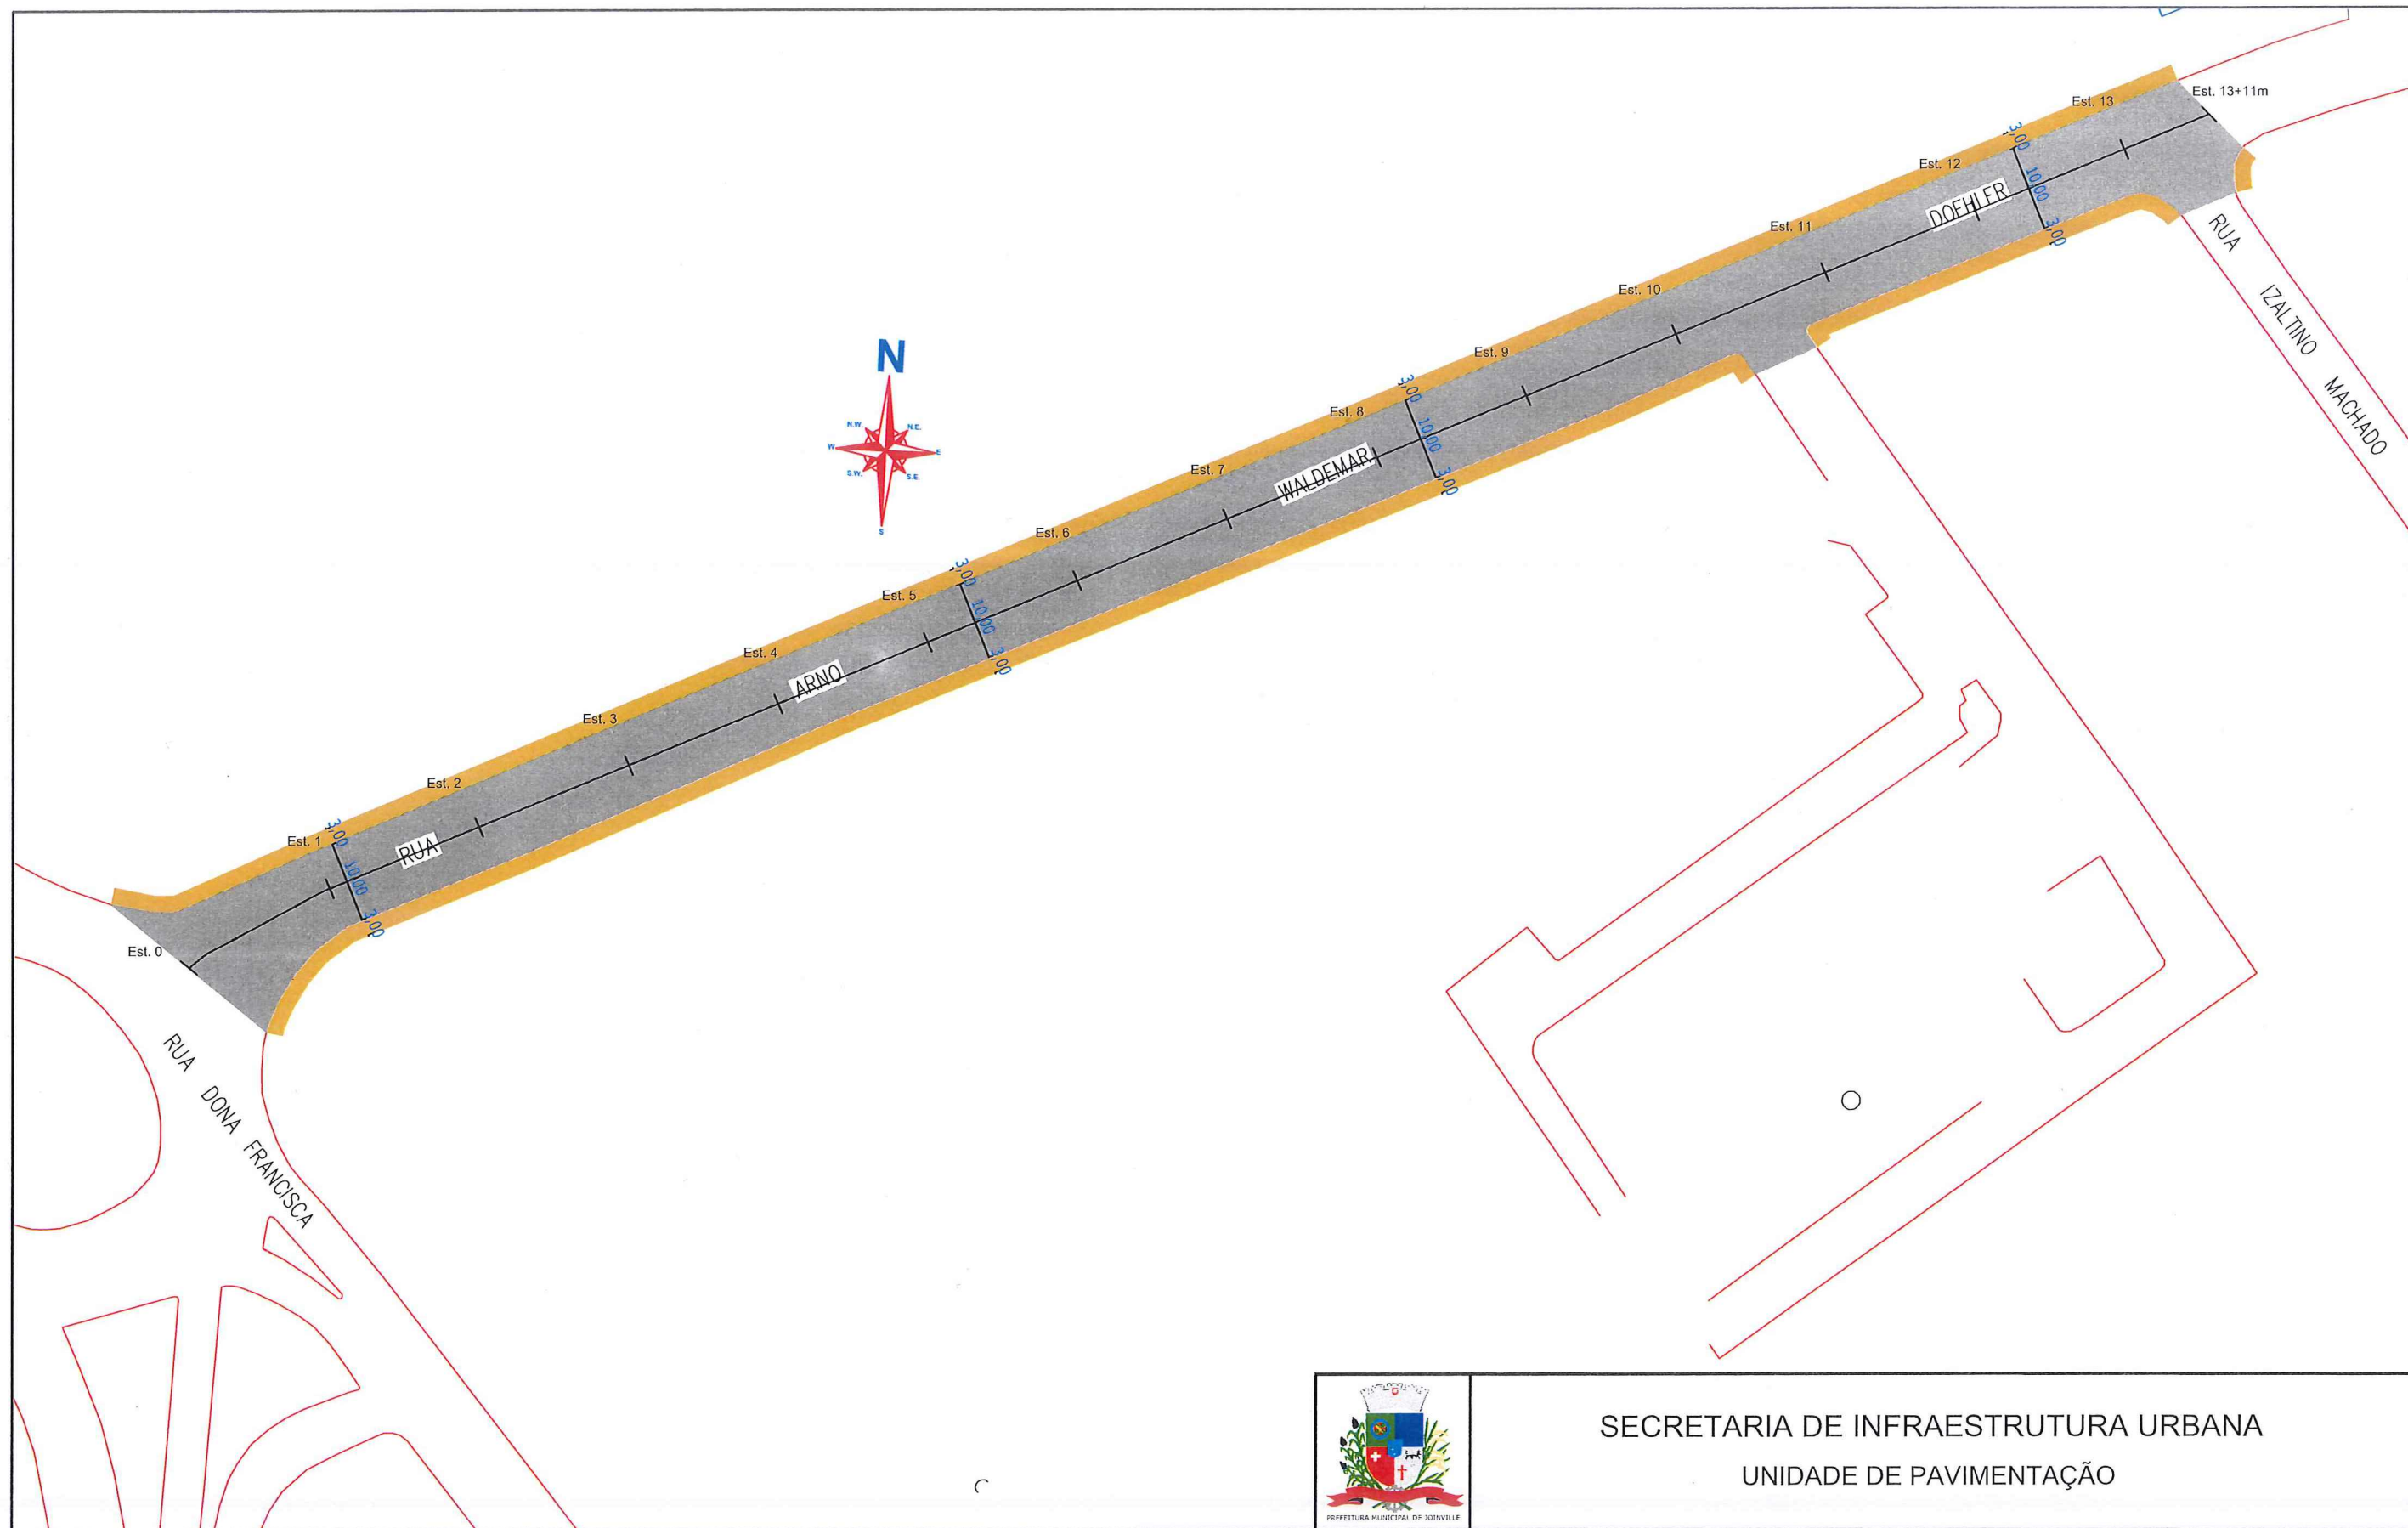 Est. 13+11m
Est. 13
3,00
10,00
3,00
Est. 12
DOEHLER
Est. 11
RUA IZALTINO MACHADO
Est. 10
N
N.W.
N.E.
W
E
S.W.
S.E.
S
Est. 9
3,00
10,00
3,00
Est. 8
WALDEMAR
Est. 7
Est. 6
3,00
10,00
3,00
Est. 5
ARNO
Est. 4
Est. 3
Est. 2
3,00
10,00
3,00
Est. 1
RUA
Est. 0
RUA DONA FRANCISCA
PREFEITURA MUNICIPAL DE JOINVILLE
SECRETARIA DE INFRAESTRUTURA URBANA
UNIDADE DE PAVIMENTAÇÃO